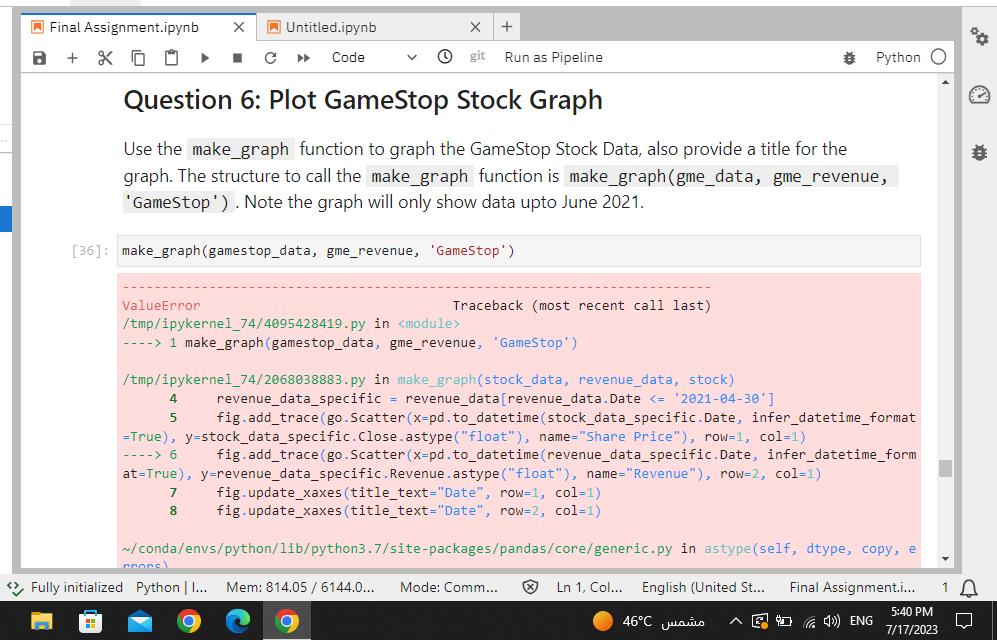 Final Assignment.ipynb
Untitled.ipynb
Code
git
Run as Pipeline
Python
Question 6: Plot GameStop Stock Graph
Use the make_graph function to graph the GameStop Stock Data, also provide a title for the
graph. The structure to call the make_graph function is make_graph(gme_data, gme_revenue,
'GameStop') . Note the graph will only show data upto June 2021.
[36]: make_graph(gamestop_data, gme_revenue, 'GameStop')
---------------------------------------------------------------------------
ValueError Traceback (most recent call last)
/tmp/ipykernel_74/4095428419.py in <module>
----> 1 make_graph(gamestop_data, gme_revenue, 'GameStop')
/tmp/ipykernel_74/2068038883.py in make_graph(stock_data, revenue_data, stock)
4 revenue_data_specific = revenue_data[revenue_data.Date <= '2021-04-30']
5 fig.add_trace(go.Scatter(x=pd.to_datetime(stock_data_specific.Date, infer_datetime_format
=True), y=stock_data_specific.Close.astype("float"), name="Share Price"), row=1, col=1)
----> 6 fig.add_trace(go.Scatter(x=pd.to_datetime(revenue_data_specific.Date, infer_datetime_form
at=True), y=revenue_data_specific.Revenue.astype("float"), name="Revenue"), row=2, col=1)
7 fig.update_xaxes(title_text="Date", row=1, col=1)
8 fig.update_xaxes(title_text="Date", row=2, col=1)
~/conda/envs/python/lib/python3.7/site-packages/pandas/core/generic.py in astype(self, dtype, copy, e
rrors)
Fully initialized Python | I... Mem: 814.05 / 6144.0... Mode: Comm... Ln 1, Col... English (United St... Final Assignment.i... 1
46°C مشمس ENG 5:40 PM
7/17/2023